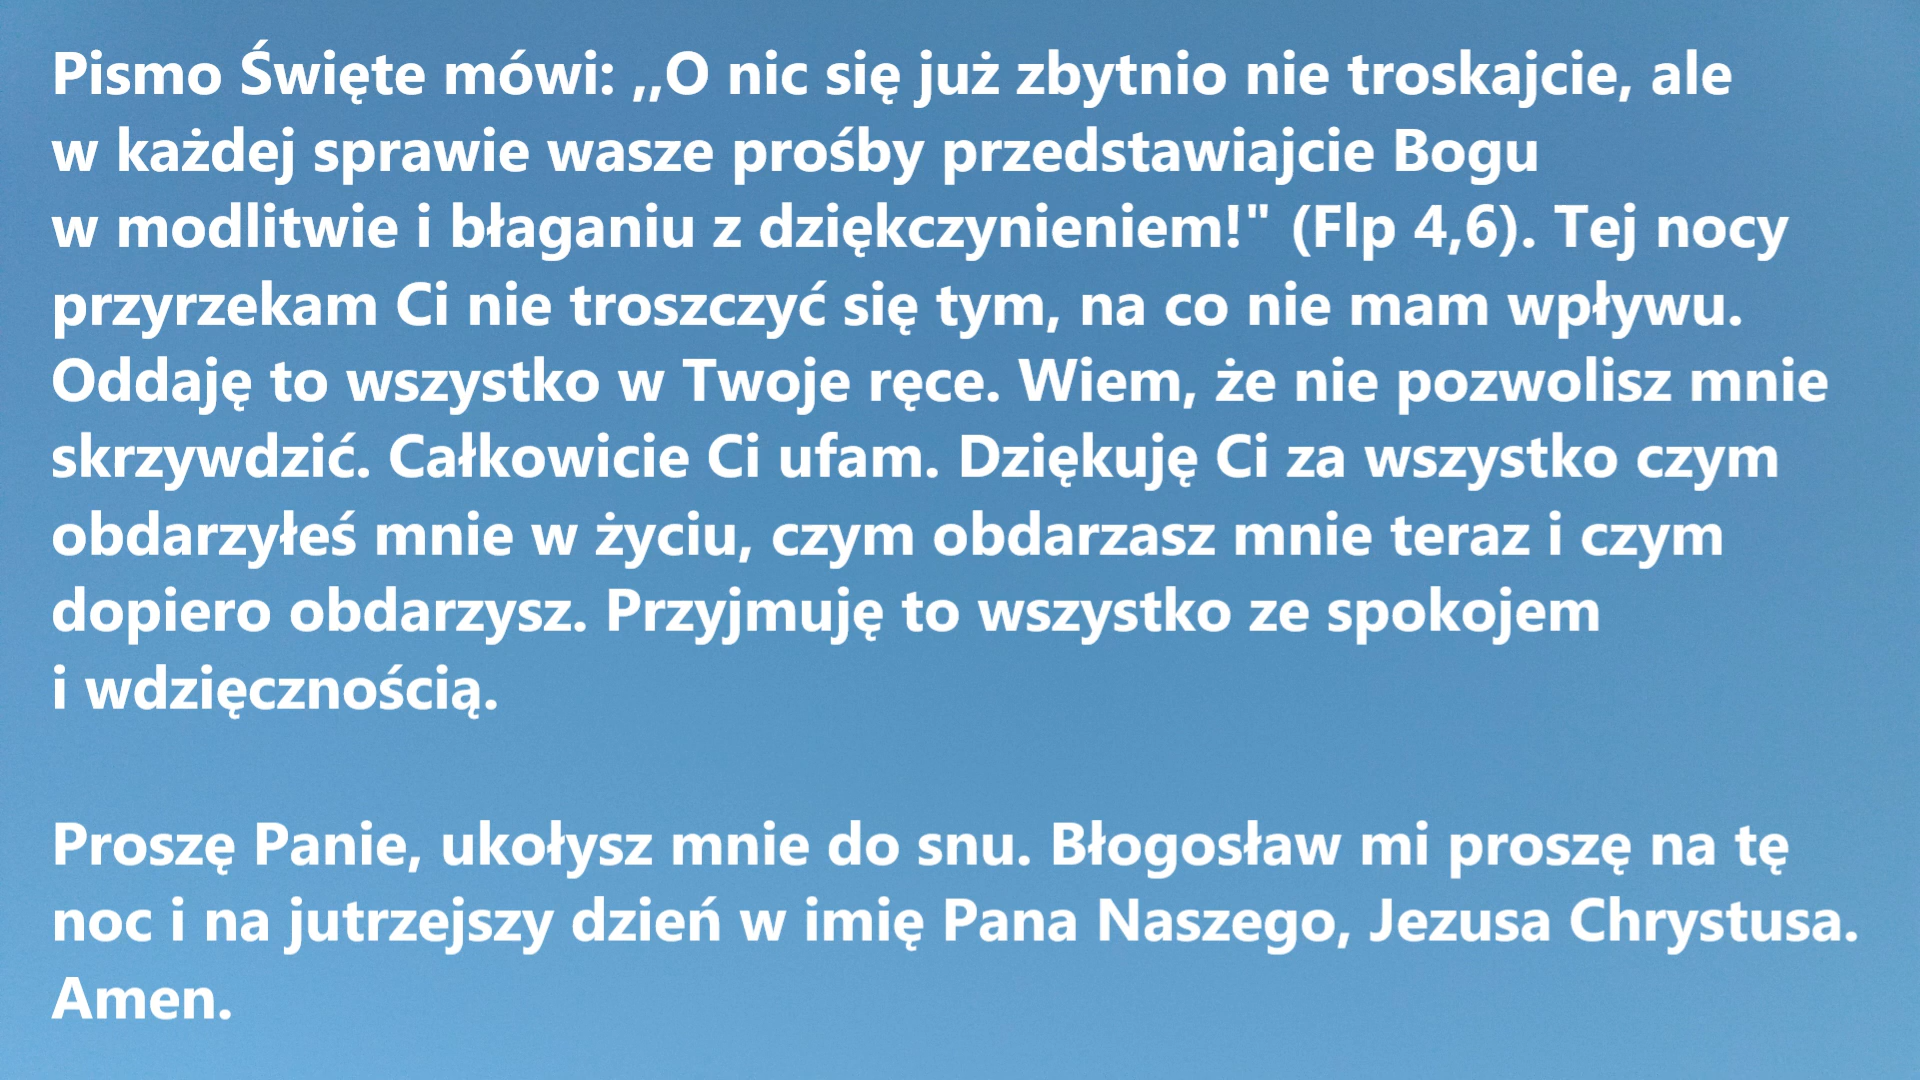 Pismo Święte mówi: ,,O nic się już zbytnio nie troskajcie, ale
w każdej sprawie wasze prośby przedstawiajcie Bogu
w modlitwie i błaganiu z dziękczynieniem!" (Flp 4,6). Tej nocy
przyrzekam Ci nie troszczyć się tym, na co nie mam wpływu.
Oddaję to wszystko w Twoje ręce. Wiem, że nie pozwolisz mnie
skrzywdzić. Całkowicie Ci ufam. Dziękuję Ci za wszystko czym
obdarzyłeś mnie w życiu, czym obdarzasz mnie teraz i czym
dopiero obdarzysz. Przyjmuję to wszystko ze spokojem
i wdzięcznością.
Proszę Panie, ukołysz mnie do snu. Błogosław mi proszę na tę
noc i na jutrzejszy dzień w imię Pana Naszego, Jezusa Chrystusa.
Amen.